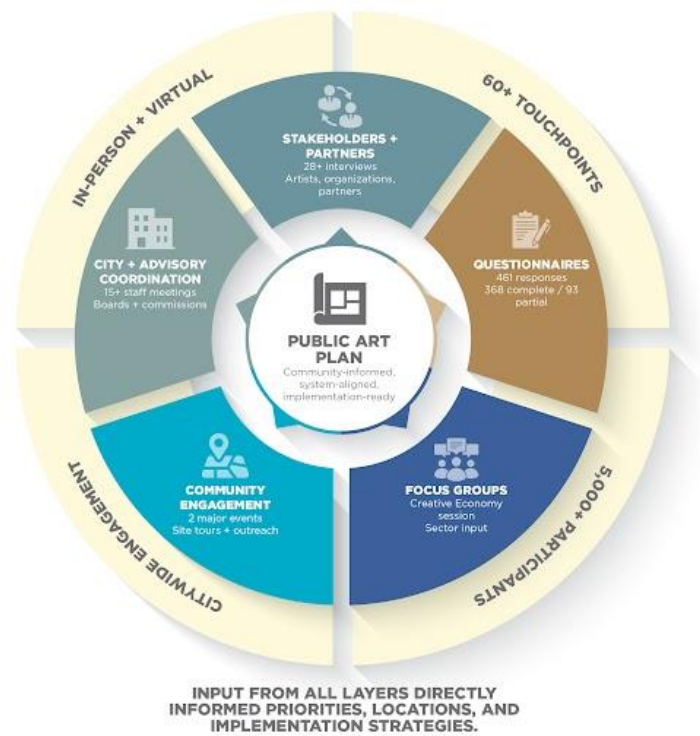 IN-PERSON + VIRTUAL
60+ TOUCHPOINTS
STAKEHOLDERS +
PARTNERS
28+ interviews
Artists, organizations,
partners
CITY + ADVISORY
COORDINATION
15+ staff meetings
Boards + commissions
QUESTIONNAIRES
461 responses
368 complete / 93
partial
PUBLIC ART
PLAN
Community-informed,
system-aligned,
implementation-ready
COMMUNITY
ENGAGEMENT
2 major events
Site tours + outreach
FOCUS GROUPS
Creative Economy
session
Sector input
CITYWIDE ENGAGEMENT
5,000+ PARTICIPANTS
INPUT FROM ALL LAYERS DIRECTLY
INFORMED PRIORITIES, LOCATIONS, AND
IMPLEMENTATION STRATEGIES.